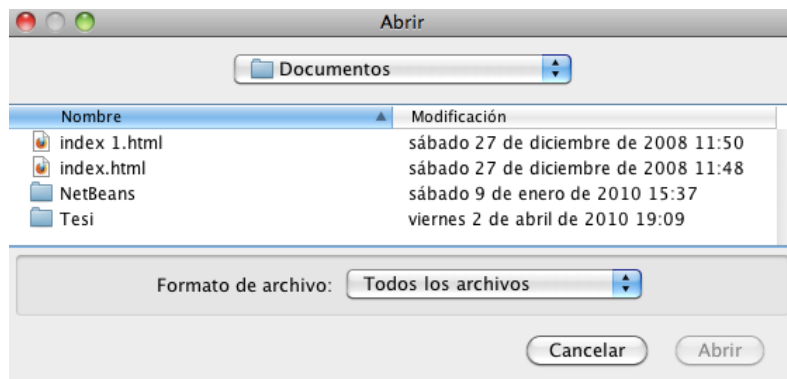 Abrir
Documentos
Nombre Modificación
index 1.html sábado 27 de diciembre de 2008 11:50
index.html sábado 27 de diciembre de 2008 11:48
NetBeans sábado 9 de enero de 2010 15:37
Tesi viernes 2 de abril de 2010 19:09
Formato de archivo: Todos los archivos
Cancelar Abrir